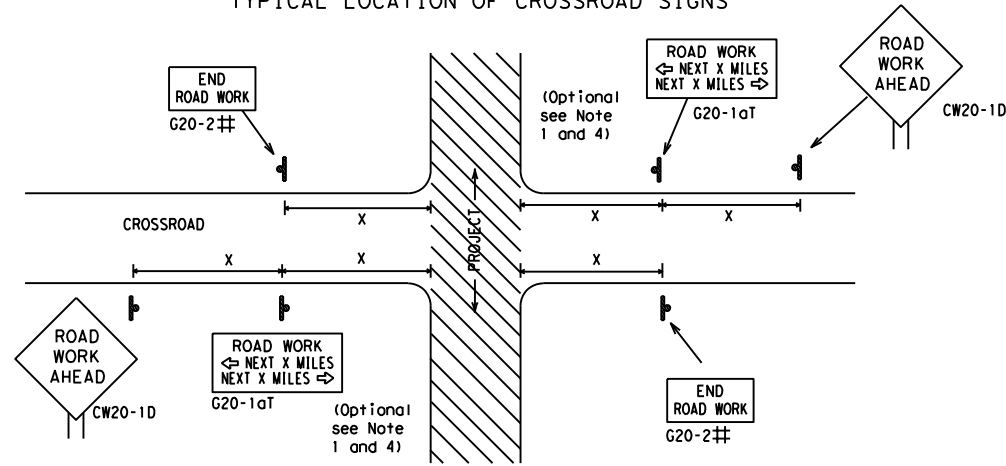 TYPICAL LOCATION OF CROSSROAD SIGNS
END
ROAD WORK
G20-2#
(Optional
see Note
1 and 4)
ROAD WORK
⇦ NEXT X MILES
NEXT X MILES ⇨
G20-1aT
ROAD
WORK
AHEAD
CW20-1D
X
X
X
CROSSROAD
PROJECT
X
X
X
ROAD
WORK
AHEAD
CW20-1D
ROAD WORK
⇦ NEXT X MILES
NEXT X MILES ⇨
G20-1aT
(Optional
see Note
1 and 4)
END
ROAD WORK
G20-2#